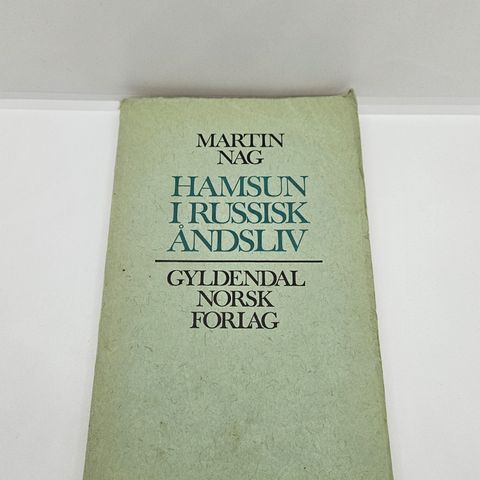 MARTIN
NAG
HAMSUN
I RUSSISK
ÅNDSLIV
GYLDENDAL
NORSK
FORLAG